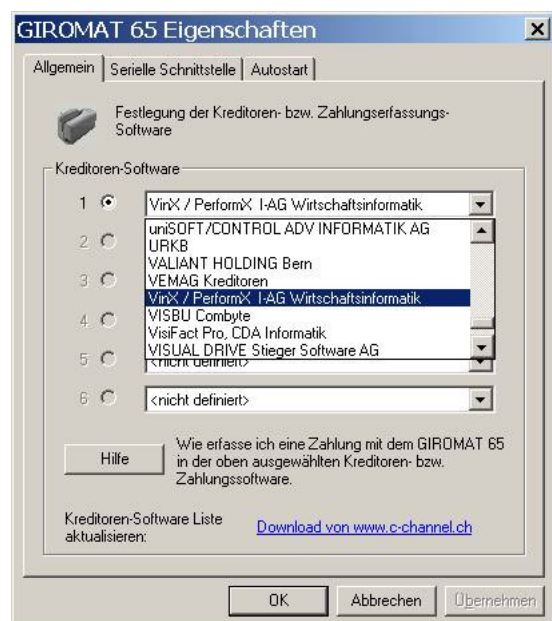 GIROMAT 65 Eigenschaften
Allgemein
Serielle Schnittstelle
Autostart
Festlegung der Kreditoren- bzw. Zahlungserfassungs-
Software
Kreditoren-Software
1
VinX / PerformX I-AG Wirtschaftsinformatik
uniSOFT/CONTROL ADV INFORMATIK AG
2
URKB
VALIANT HOLDING Bern
3
VEMAG Kreditoren
VinX / PerformX I-AG Wirtschaftsinformatik
4
VISBU Combyte
VisiFact Pro, CDA Informatik
VISUAL DRIVE Stieger Software AG
5
<nicht definiert>
6
<nicht definiert>
Hilfe
Wie erfasse ich eine Zahlung mit dem GIROMAT 65
in der oben ausgewählten Kreditoren- bzw.
Zahlungssoftware.
Kreditoren-Software Liste
aktualisieren:
Download von www.c-channel.ch
OK
Abbrechen
Übernehmen